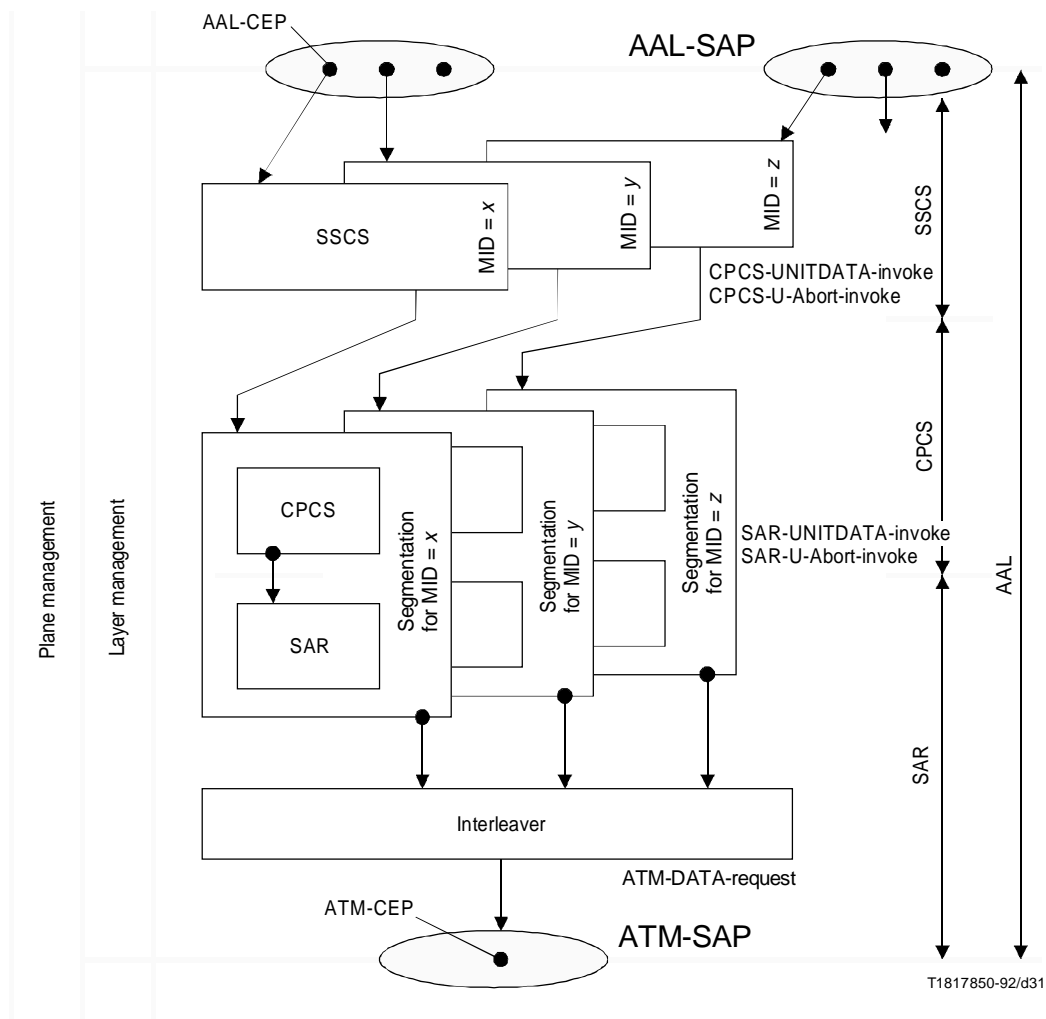 AAL-CEP
AAL-SAP
MID = x
MID = y
MID = z
SSCS
SSCS
CPCS-UNITDATA-invoke
CPCS-U-Abort-invoke
CPCS
CPCS
SAR
Segmentation
for MID = x
Segmentation
for MID = y
Segmentation
for MID = z
SAR-UNITDATA-invoke
SAR-U-Abort-invoke
AAL
Plane management
Layer management
SAR
Interleaver
ATM-DATA-request
ATM-CEP
ATM-SAP
T1817850-92/d31